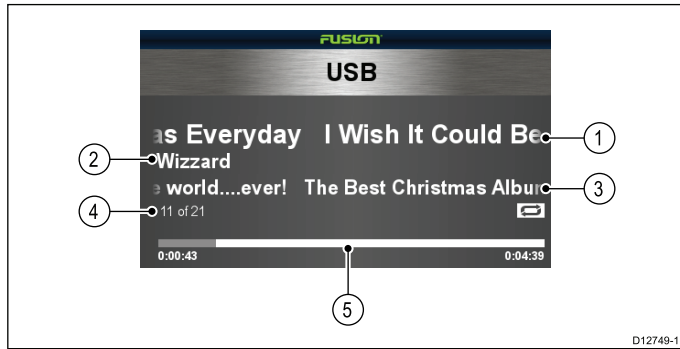 FUSION
USB
as Everyday I Wish It Could Be
1
2
Wizzard
e world....ever! The Best Christmas Album
3
4
11 of 21
0:00:43
0:04:39
5
D12749-1